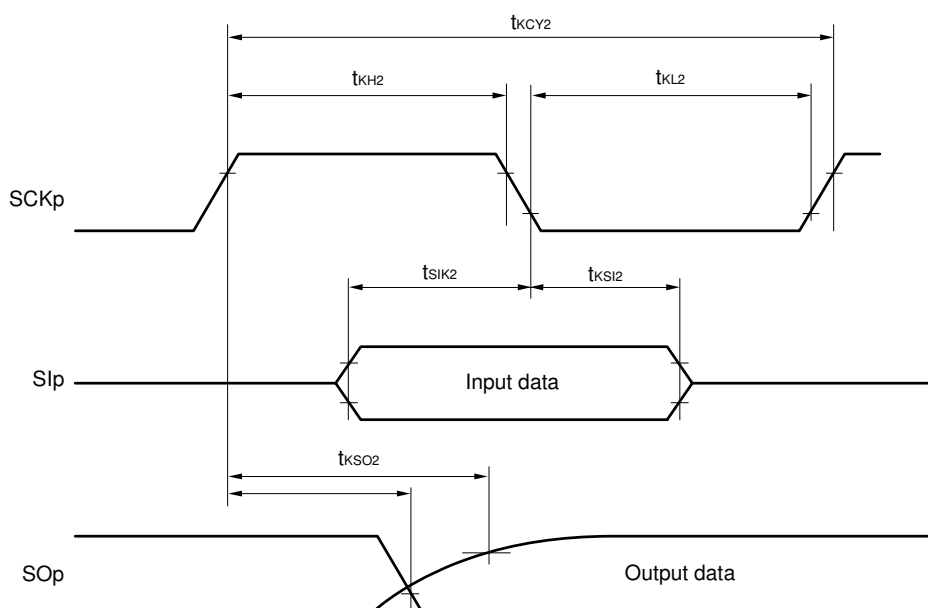 tKCY2
tKH2
tKL2
SCKp
tSIK2
tKSI2
SIp
Input data
tKSO2
SOp
Output data